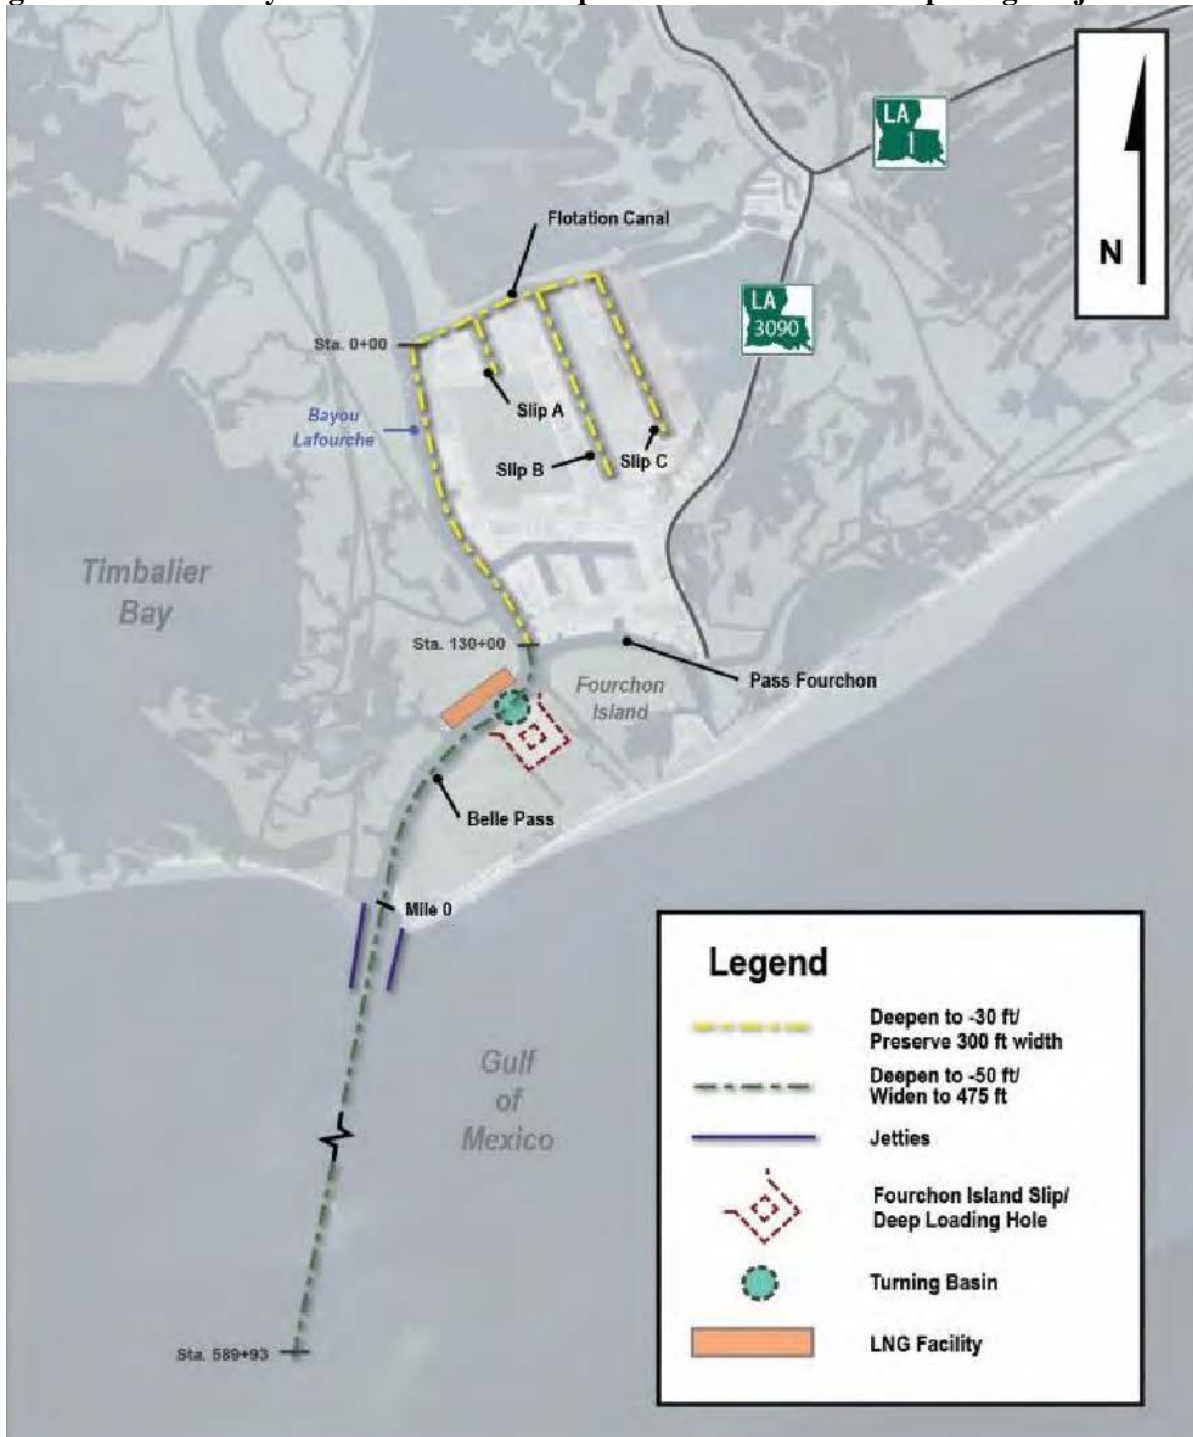 LA
1
N
Flotation Canal
LA
3090
Sta. 0+00
Slip A
Bayou
Lafourche
Slip B
Slip C
Timbalier
Bay
Sta. 130+00
Pass Fourchon
Fourchon
Island
Belle Pass
Mile 0
Gulf
of
Mexico
Sta. 589+93
Legend
Deepen to -30 ft/
Preserve 300 ft width
Deepen to -50 ft/
Widen to 475 ft
Jetties
Fourchon Island Slip/
Deep Loading Hole
Turning Basin
LNG Facility